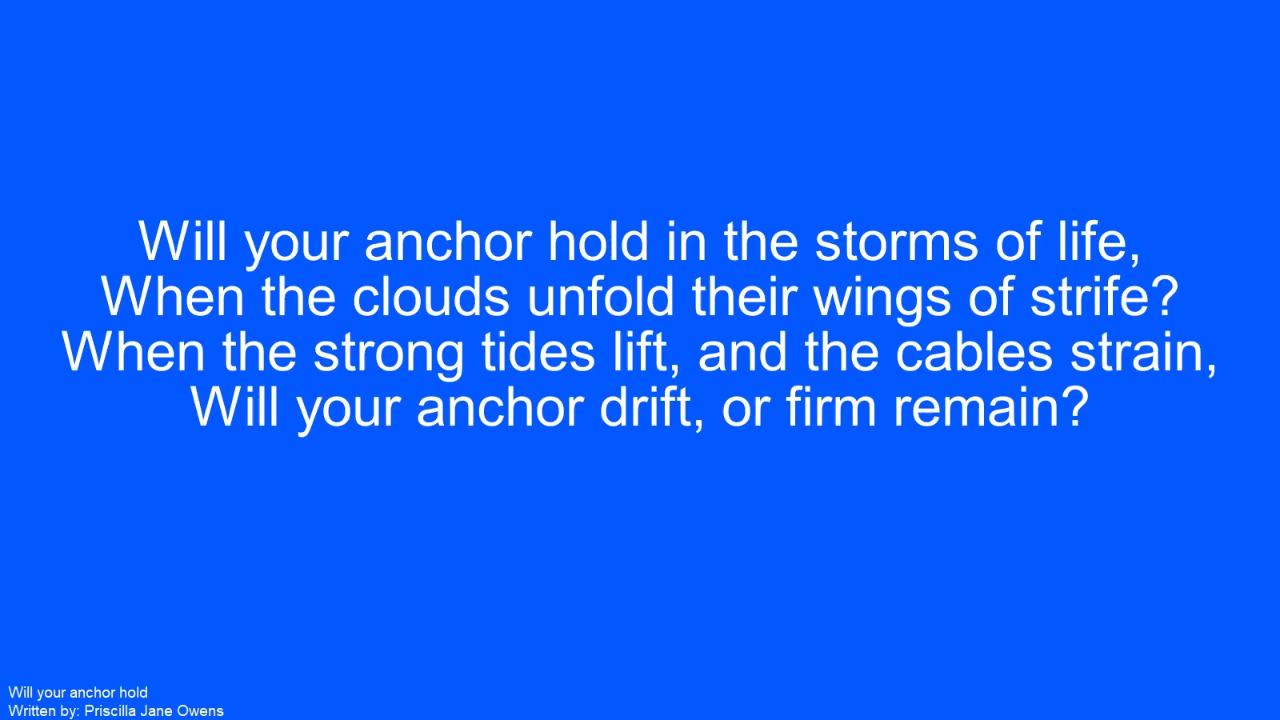 Will your anchor hold in the storms of life,
When the clouds unfold their wings of strife?
When the strong tides lift, and the cables strain,
Will your anchor drift, or firm remain?
Will your anchor hold
Written by: Priscilla Jane Owens